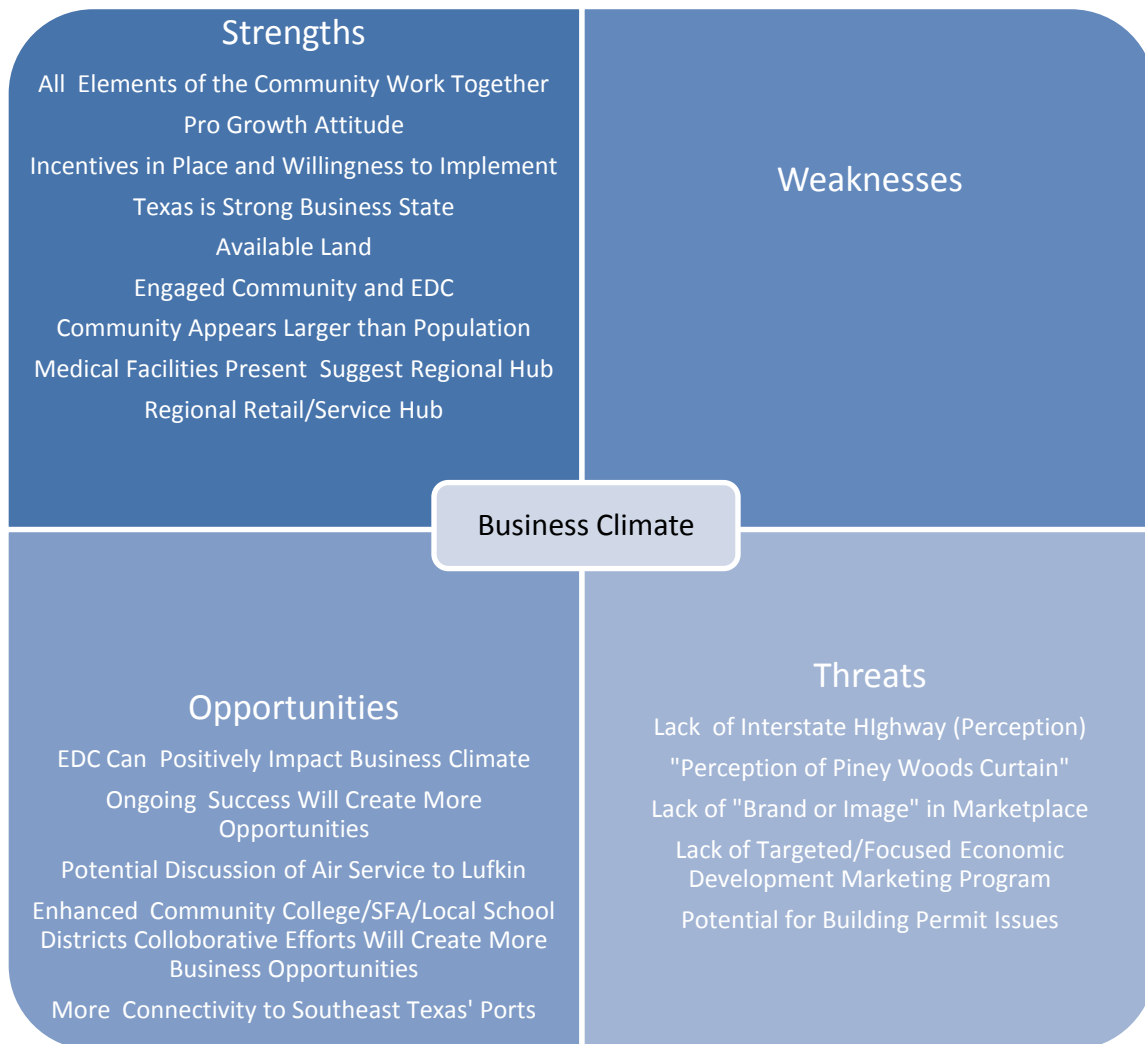 Strengths
All Elements of the Community Work Together
Pro Growth Attitude
Incentives in Place and Willingness to Implement
Texas is Strong Business State
Available Land
Engaged Community and EDC
Community Appears Larger than Population
Medical Facilities Present Suggest Regional Hub
Regional Retail/Service Hub
Weaknesses
Business Climate
Opportunities
EDC Can Positively Impact Business Climate
Ongoing Success Will Create More
Opportunities
Potential Discussion of Air Service to Lufkin
Enhanced Community College/SFA/Local School
Districts Colloborative Efforts Will Create More
Business Opportunities
More Connectivity to Southeast Texas' Ports
Threats
Lack of Interstate HIghway (Perception)
"Perception of Piney Woods Curtain"
Lack of "Brand or Image" in Marketplace
Lack of Targeted/Focused Economic
Development Marketing Program
Potential for Building Permit Issues